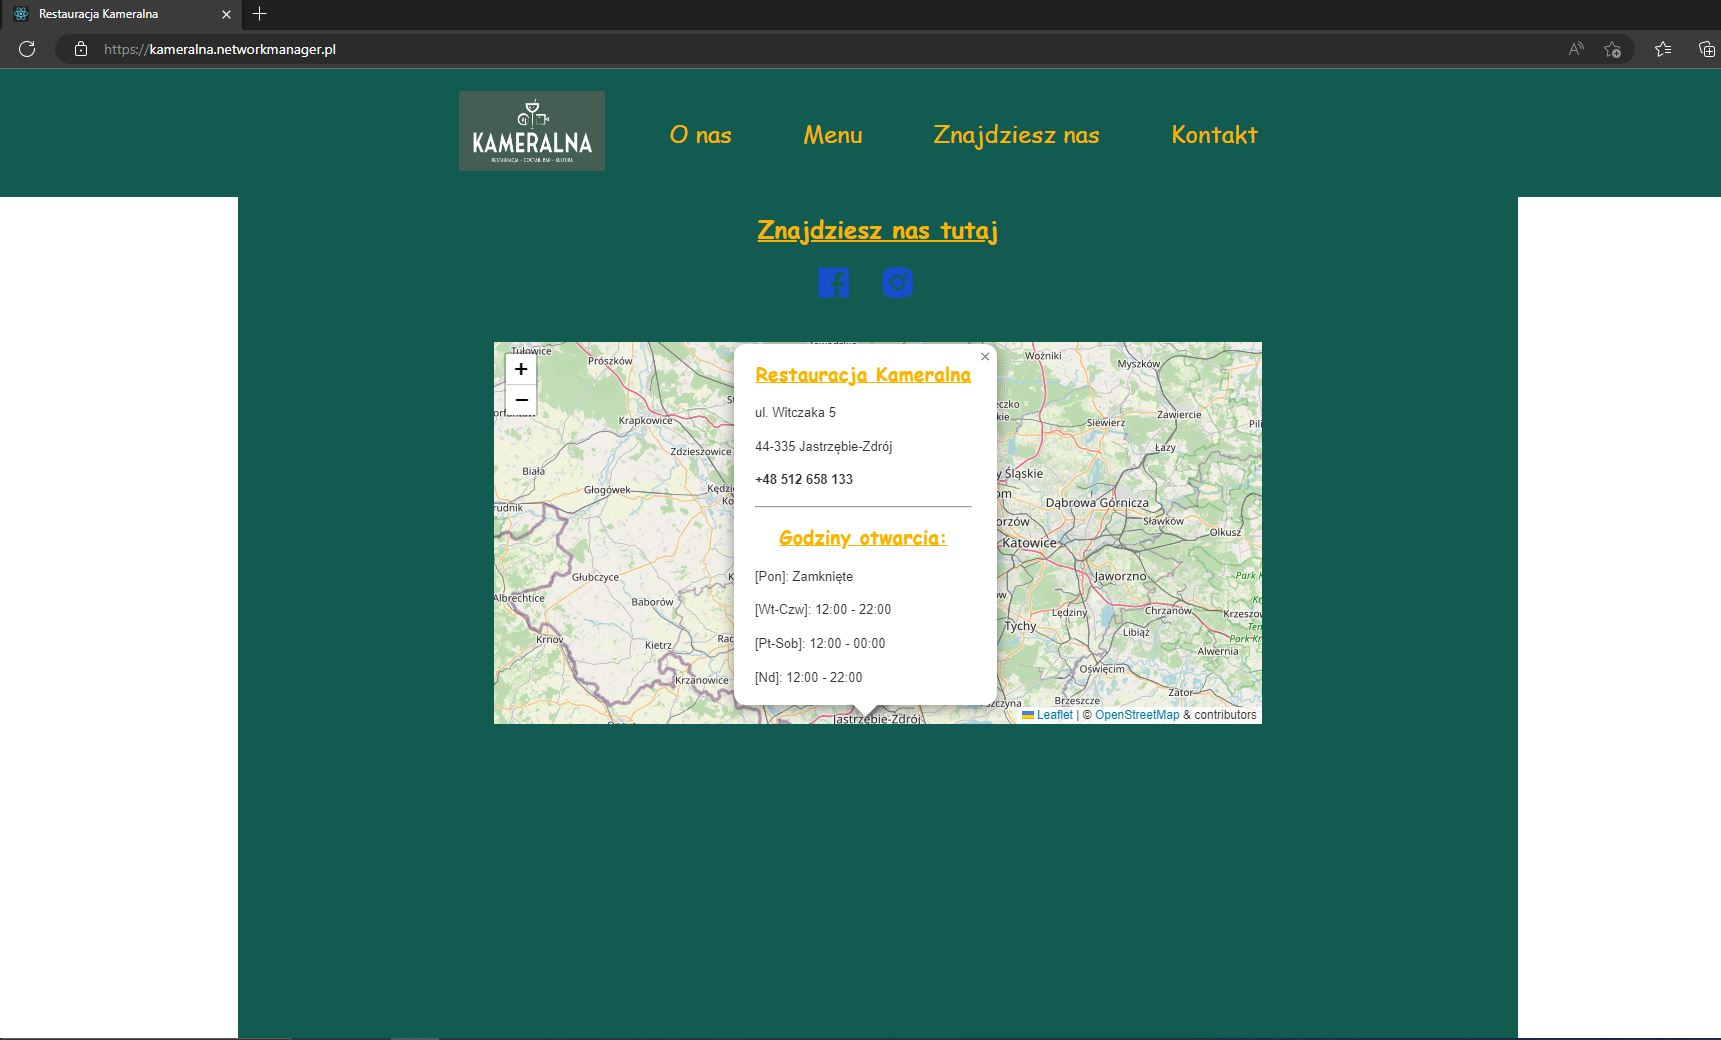 Restauracja Kameralna
https://kameralna.networkmanager.pl
KAMERALNA
RESTAURACJA - COCTAIL BAR - KULTURA
O nas
Menu
Znajdziesz nas
Kontakt
Znajdziesz nas tutaj
+
−
Restauracja Kameralna
ul. Witczaka 5
44-335 Jastrzębie-Zdrój
+48 512 658 133
Godziny otwarcia:
[Pon]: Zamknięte
[Wt-Czw]: 12:00 - 22:00
[Pt-Sob]: 12:00 - 00:00
[Nd]: 12:00 - 22:00
Tułowice
Prószków
Krapkowice
Zdzieszowice
Biała
Głogówek
Głubczyce
Albrechtice
Baborów
Krnov
Kietrz
Krzanowice
Jastrzębie-Zdrój
Woźniki
Myszków
Zawiercie
Siewierz
Łazy
Śląskie
Dąbrowa Górnicza
Sławków
Olkusz
Katowice
Jaworzno
Park
Lędziny
Chrzanów
Tychy
Libiąż
Alwernia
Oświęcim
Zator
Brzeszcze
Leaflet | © OpenStreetMap & contributors